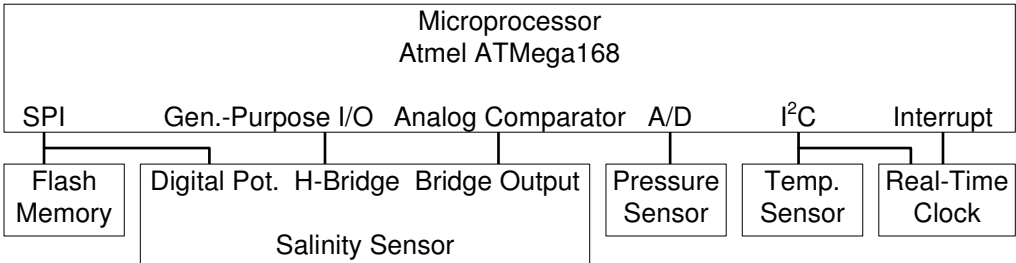 Microprocessor
Atmel ATMega168
SPI Gen.-Purpose I/O Analog Comparator A/D I²C Interrupt
Flash Memory
Digital Pot. H-Bridge Bridge Output
Salinity Sensor
Pressure Sensor
Temp. Sensor
Real-Time Clock